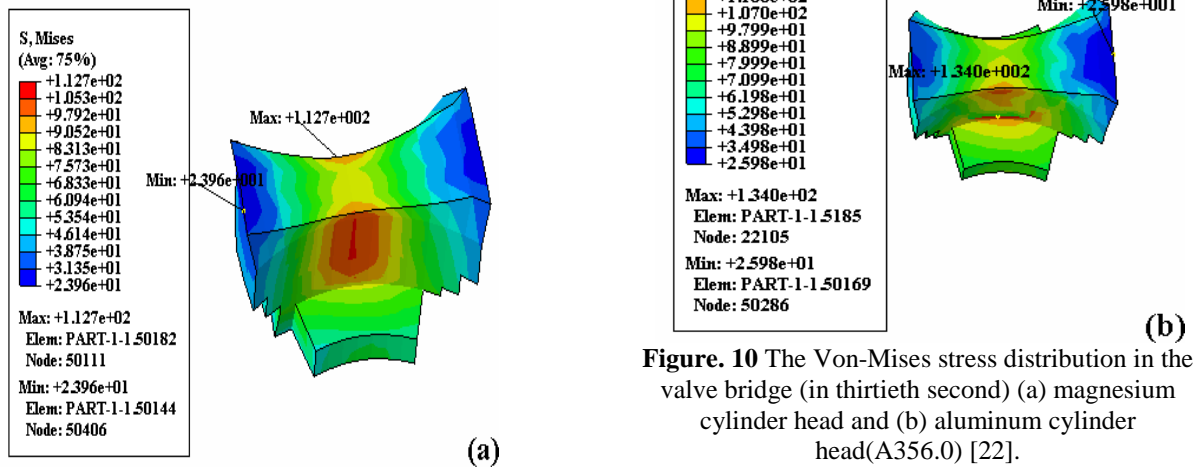 S, Mises
(Avg: 75%)
+1.127e+02
+1.053e+02
+9.792e+01
+9.052e+01
+8.313e+01
+7.573e+01
+6.833e+01
+6.094e+01
+5.354e+01
+4.614e+01
+3.875e+01
+3.135e+01
+2.396e+01
Max: +1.127e+02
Elem: PART-1-1.50182
Node: 50111
Min: +2.396e+01
Elem: PART-1-1.50144
Node: 50406
Max: +1.127e+002
Min: +2.396e+001
(a)
+1.070e+02
+9.799e+01
+8.899e+01
+7.999e+01
+7.099e+01
+6.198e+01
+5.298e+01
+4.398e+01
+3.498e+01
+2.598e+01
Max: +1.340e+02
Elem: PART-1-1.5185
Node: 22105
Min: +2.598e+01
Elem: PART-1-1.50169
Node: 50286
Min: +2.598e+001
Max: +1.340e+002
(b)
Figure. 10 The Von-Mises stress distribution in the
valve bridge (in thirtieth second) (a) magnesium
cylinder head and (b) aluminum cylinder
head(A356.0) [22].